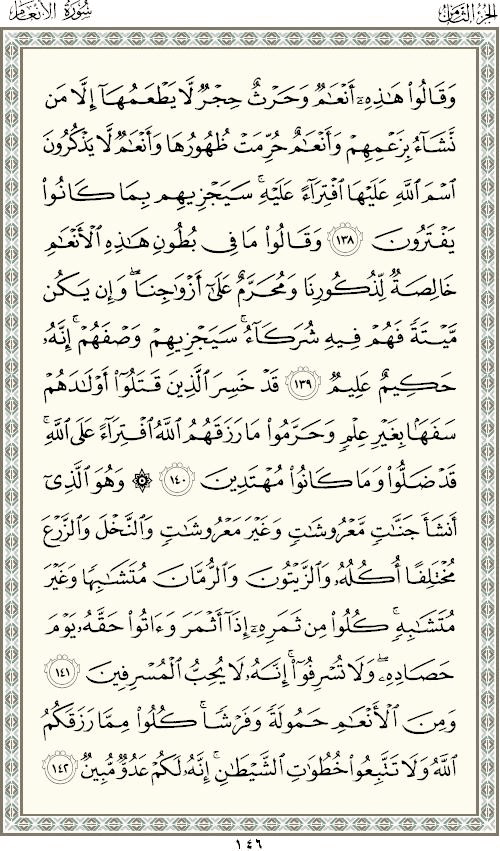 الجزء الثامن
سورة الأنعام
وَقَالُوا۟ هَـٰذِهِۦٓ أَنْعَـٰمٌ وَحَرْثٌ حِجْرٌ لَّا يَطْعَمُهَآ إِلَّا مَن
نَّشَآءُ بِزَعْمِهِمْ وَأَنْعَـٰمٌ حُرِّمَتْ ظُهُورُهَا وَأَنْعَـٰمٌ لَّا يَذْكُرُونَ
ٱسْمَ ٱللَّهِ عَلَيْهَا ٱفْتِرَآءً عَلَيْهِ ۚ سَيَجْزِيهِم بِمَا كَانُوا۟
يَفْتَرُونَ ١٣٨ وَقَالُوا۟ مَا فِى بُطُونِ هَـٰذِهِ ٱلْأَنْعَـٰمِ
خَالِصَةٌ لِّذُكُورِنَا وَمُحَرَّمٌ عَلَىٰٓ أَزْوَٰجِنَا ۖ وَإِن يَكُن
مَّيْتَةً فَهُمْ فِيهِ شُرَكَآءُ ۚ سَيَجْزِيهِمْ وَصْفَهُمْ ۚ إِنَّهُۥ
حَكِيمٌ عَلِيمٌ ١٣٩ قَدْ خَسِرَ ٱلَّذِينَ قَتَلُوٓا۟ أَوْلَـٰدَهُمْ
سَفَهًۢا بِغَيْرِ عِلْمٍ وَحَرَّمُوا۟ مَا رَزَقَهُمُ ٱللَّهُ ٱفْتِرَآءً عَلَى ٱللَّهِ ۚ
قَدْ ضَلُّوا۟ وَمَا كَانُوا۟ مُهْتَدِينَ ١٤٠ ۞ وَهُوَ ٱلَّذِىٓ
أَنشَأَ جَنَّـٰتٍ مَّعْرُوشَـٰتٍ وَغَيْرَ مَعْرُوشَـٰتٍ وَٱلنَّخْلَ وَٱلزَّرْعَ
مُخْتَلِفًا أُكُلُهُۥ وَٱلزَّيْتُونَ وَٱلرُّمَّانَ مُتَشَـٰبِهًا وَغَيْرَ
مُتَشَـٰبِهٍ ۚ كُلُوا۟ مِن ثَمَرِهِۦٓ إِذَآ أَثْمَرَ وَءَاتُوا۟ حَقَّهُۥ يَوْمَ
حَصَادِهِۦ ۖ وَلَا تُسْرِفُوٓا۟ ۚ إِنَّهُۥ لَا يُحِبُّ ٱلْمُسْرِفِينَ ١٤١
وَمِنَ ٱلْأَنْعَـٰمِ حَمُولَةً وَفَرْشًا ۚ كُلُوا۟ مِمَّا رَزَقَكُمُ
ٱللَّهُ وَلَا تَتَّبِعُوا۟ خُطُوَٰتِ ٱلشَّيْطَـٰنِ ۚ إِنَّهُۥ لَكُمْ عَدُوٌّ مُّبِينٌ ١٤٢
١٤٦